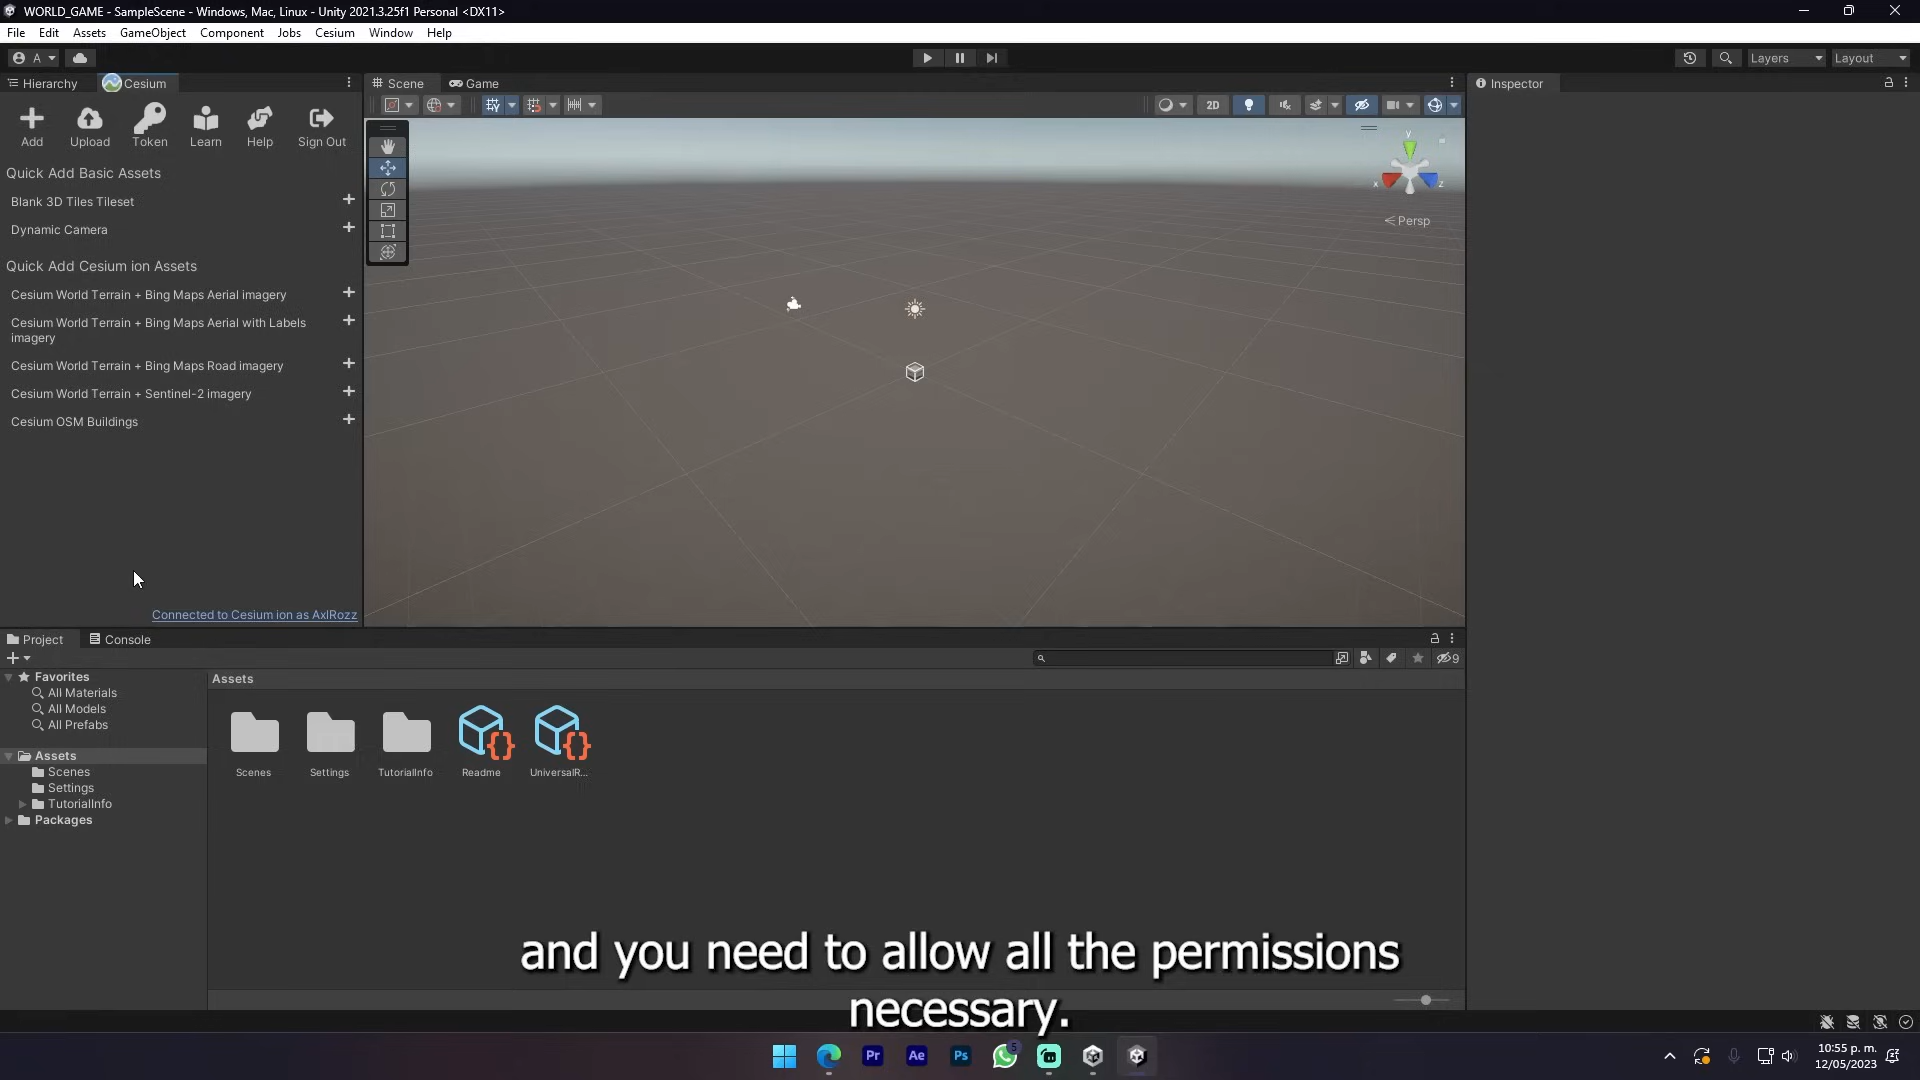 WORLD_GAME - SampleScene - Windows, Mac, Linux - Unity 2021.3.25f1 Personal <DX11>
File Edit Assets GameObject Component Jobs Cesium Window Help
A Layers Layout
Hierarchy Cesium Scene Game Inspector
2D
Add Upload Token Learn Help Sign Out
Quick Add Basic Assets
Blank 3D Tiles Tileset
Dynamic Camera
Quick Add Cesium ion Assets
Cesium World Terrain + Bing Maps Aerial imagery
Cesium World Terrain + Bing Maps Aerial with Labels
imagery
Cesium World Terrain + Bing Maps Road imagery
Cesium World Terrain + Sentinel-2 imagery
Cesium OSM Buildings
Connected to Cesium ion as AxlRozz
y
x z
< Persp
Project Console
9
Favorites
All Materials
All Models
All Prefabs
Assets
Scenes
Settings
TutorialInfo
Packages
Assets
Scenes Settings TutorialInfo Readme UniversalR...
and you need to allow all the permissions
necessary.
Pr Ae Ps 5
10:55 p. m.
12/05/2023